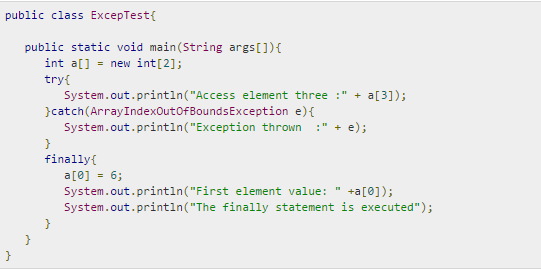 public class ExcepTest{
public static void main(String args[]){
int a[] = new int[2];
try{
System.out.println("Access element three :" + a[3]);
}catch(ArrayIndexOutOfBoundsException e){
System.out.println("Exception thrown  :" + e);
}
finally{
a[0] = 6;
System.out.println("First element value: " +a[0]);
System.out.println("The finally statement is executed");
}
}
}